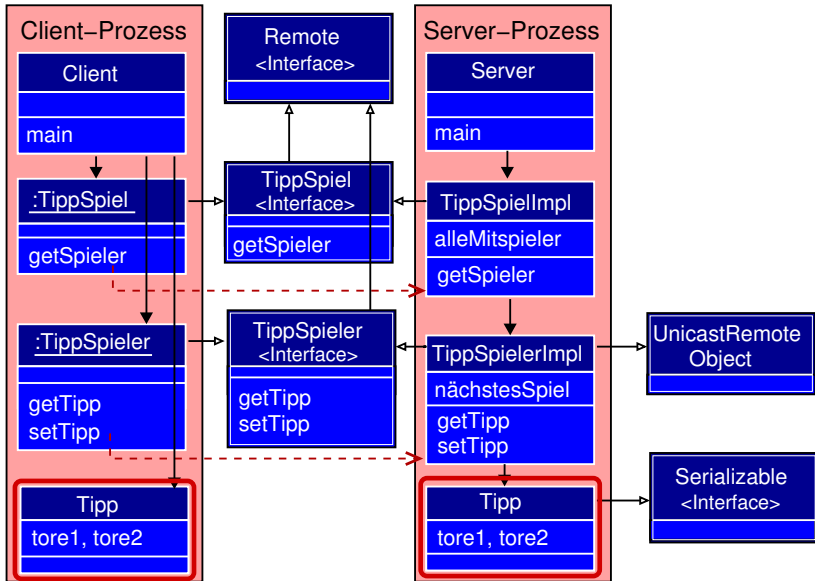 Client–Prozess
Client
main
:TippSpiel
getSpieler
:TippSpieler
getTipp
setTipp
Tipp
tore1, tore2
Remote
<Interface>
TippSpiel
<Interface>
getSpieler
TippSpieler
<Interface>
getTipp
setTipp
Server–Prozess
Server
main
TippSpielImpl
alleMitspieler
getSpieler
TippSpielerImpl
nächstesSpiel
getTipp
setTipp
Tipp
tore1, tore2
UnicastRemote
Object
Serializable
<Interface>